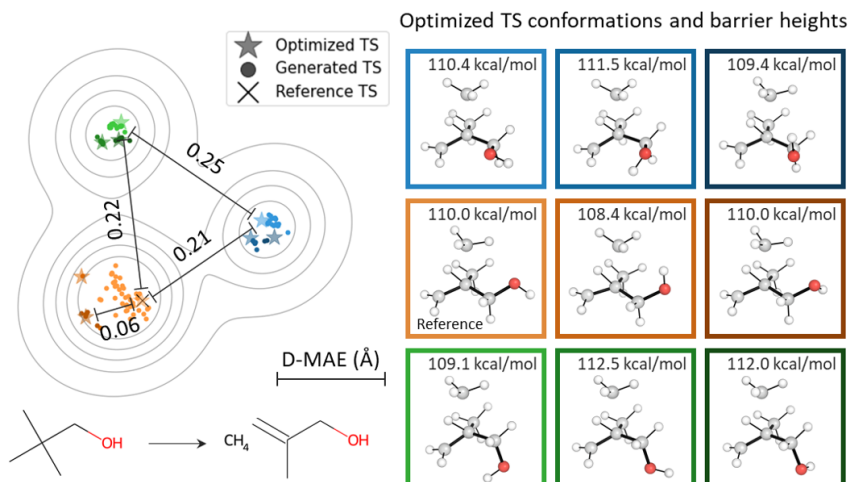 Optimized TS conformations and barrier heights
Optimized TS
Generated TS
Reference TS
0.25
0.22
0.21
0.06
D-MAE (Å)
OH
CH4
OH
110.4 kcal/mol
111.5 kcal/mol
109.4 kcal/mol
110.0 kcal/mol
108.4 kcal/mol
110.0 kcal/mol
Reference
109.1 kcal/mol
112.5 kcal/mol
112.0 kcal/mol